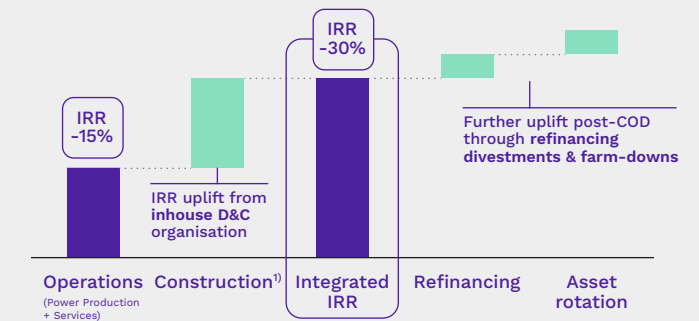 IRR
-30%
IRR
-15%
Further uplift post-COD
through refinancing
divestments & farm-downs
IRR uplift from
inhouse D&C
organisation
Operations
(Power Production
+ Services)
Construction1)
Integrated
IRR
Refinancing
Asset
rotation